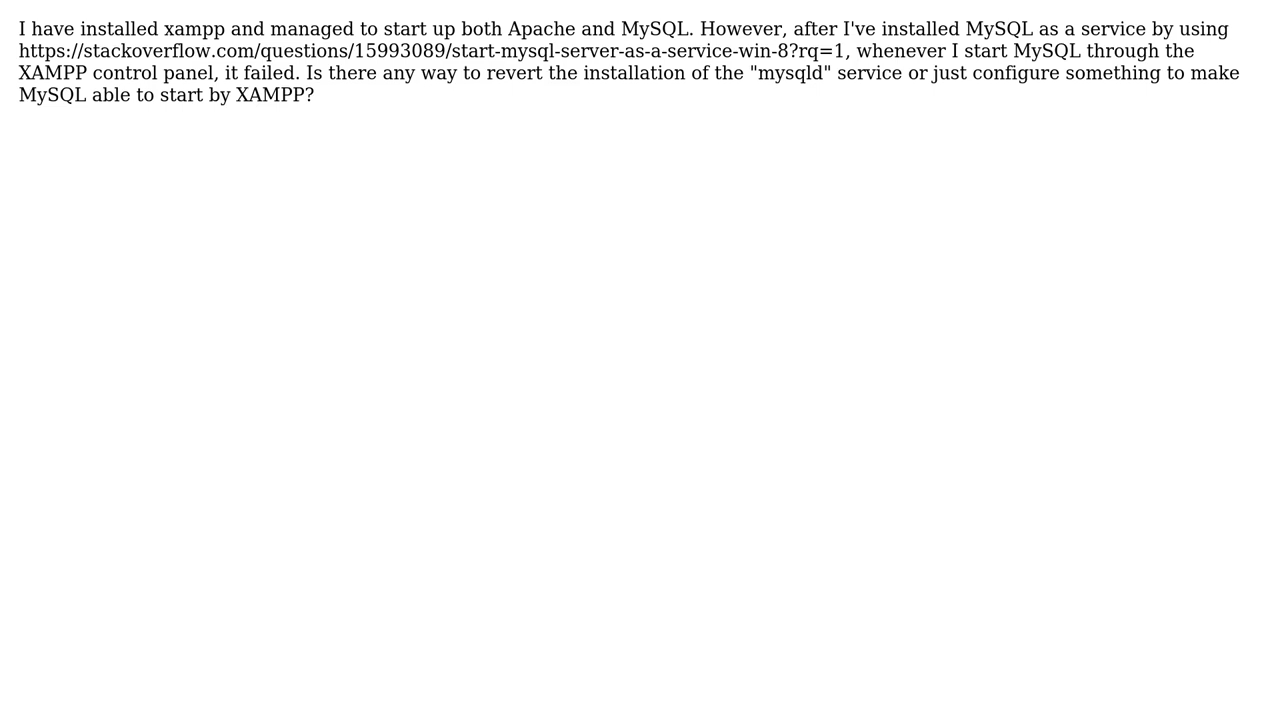 I have installed xampp and managed to start up both Apache and MySQL. However, after I've installed MySQL as a service by using
https://stackoverflow.com/questions/15993089/start-mysql-server-as-a-service-win-8?rq=1, whenever I start MySQL through the
XAMPP control panel, it failed. Is there any way to revert the installation of the "mysqld" service or just configure something to make
MySQL able to start by XAMPP?